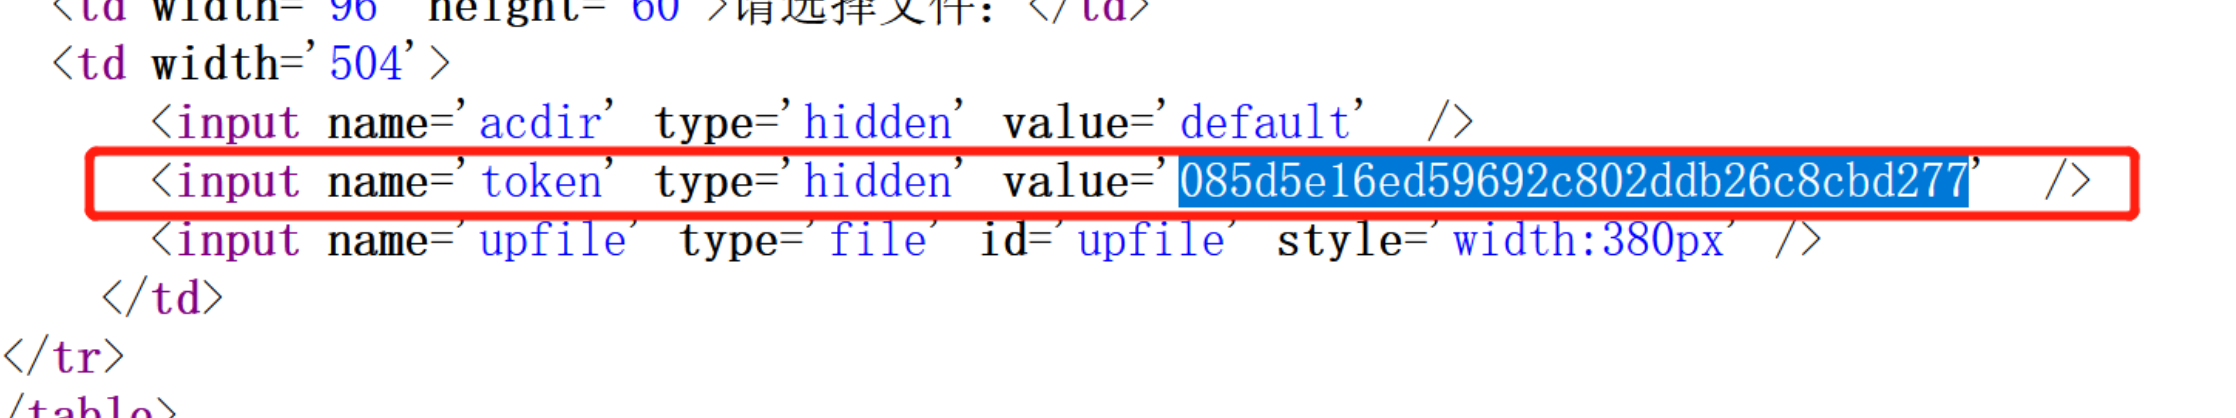 <td width='96' height='60'>请选择文件：</td>
<td width='504'>
<input name='acdir' type='hidden' value='default' />
<input name='token' type='hidden' value='085d5e16ed59692c802ddb26c8cbd277' />
<input name='upfile' type='file' id='upfile' style='width:380px' />
</td>
</tr>
/table>